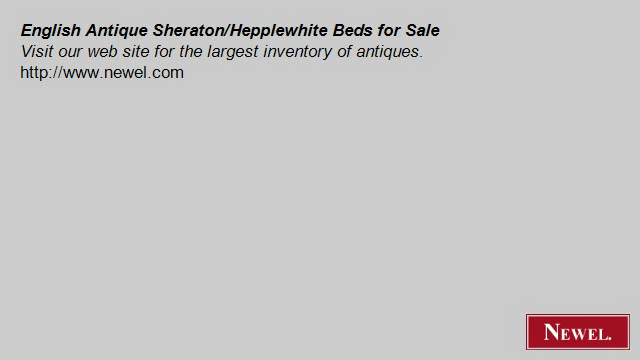 English Antique Sheraton/Hepplewhite Beds for Sale
Visit our web site for the largest inventory of antiques.
http://www.newel.com
NEWEL.